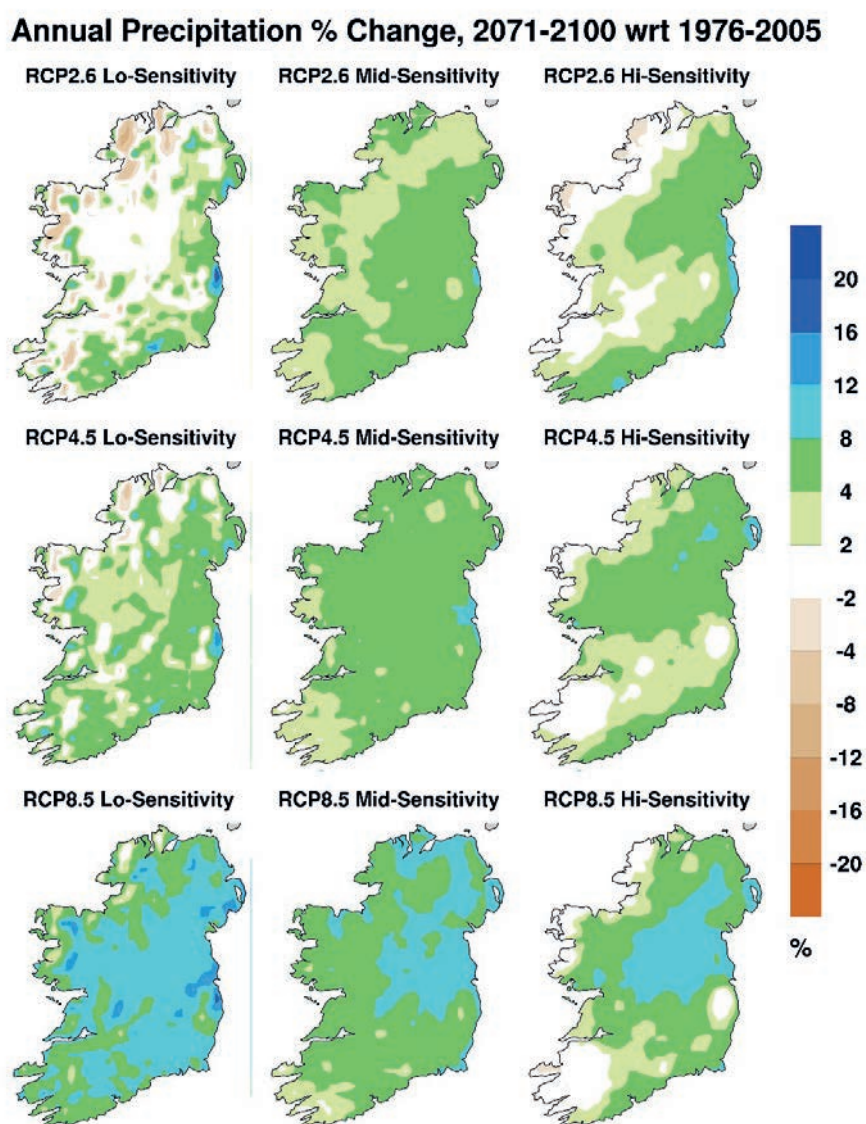 Annual Precipitation % Change, 2071-2100 wrt 1976-2005
RCP2.6 Lo-Sensitivity
RCP2.6 Mid-Sensitivity
RCP2.6 Hi-Sensitivity
RCP4.5 Lo-Sensitivity
RCP4.5 Mid-Sensitivity
RCP4.5 Hi-Sensitivity
RCP8.5 Lo-Sensitivity
RCP8.5 Mid-Sensitivity
RCP8.5 Hi-Sensitivity
20
16
12
8
4
2
-2
-4
-8
-12
-16
-20
%